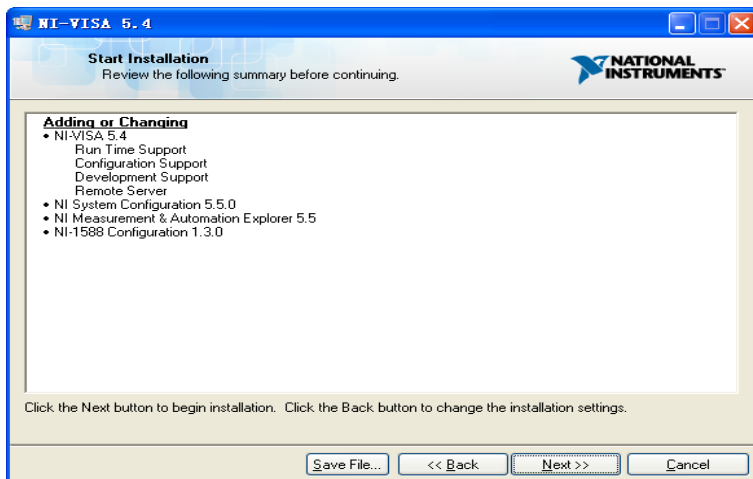 NI-VISA 5.4
Start Installation
Review the following summary before continuing.
NATIONAL
INSTRUMENTS™
Adding or Changing
• NI-VISA 5.4
Run Time Support
Configuration Support
Development Support
Remote Server
• NI System Configuration 5.5.0
• NI Measurement & Automation Explorer 5.5
• NI-1588 Configuration 1.3.0
Click the Next button to begin installation.  Click the Back button to change the installation settings.
Save File...  << Back  Next >>  Cancel